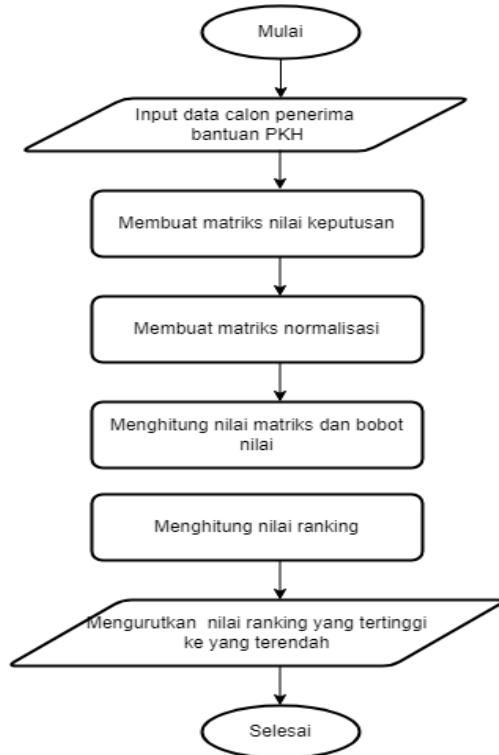 Mulai
Input data calon penerima
bantuan PKH
Membuat matriks nilai keputusan
Membuat matriks normalisasi
Menghitung nilai matriks dan bobot
nilai
Menghitung nilai ranking
Mengurutkan nilai ranking yang tertinggi
ke yang terendah
Selesai